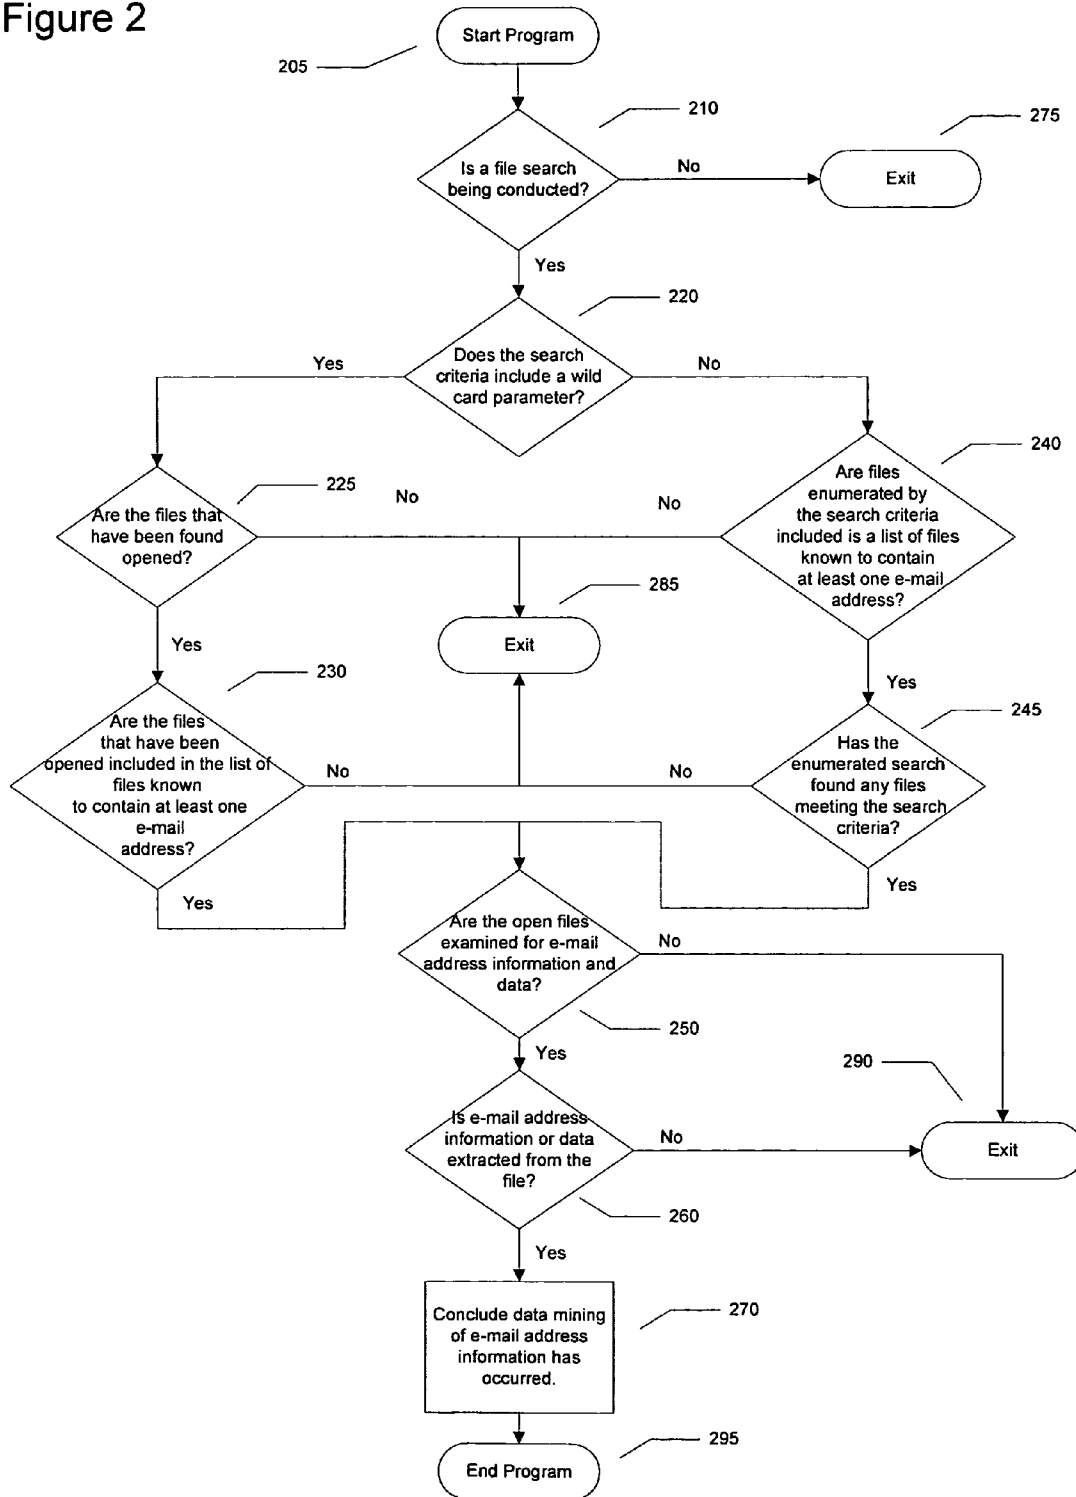 Figure 2
Start Program
205
210
275
Is a file search
being conducted?
No
Exit
Yes
220
Does the search
criteria include a wild
card parameter?
Yes
No
240
Are files
enumerated by
the search criteria
included is a list of files
known to contain
at least one e-mail
address?
225
No
No
Are the files that
have been found
opened?
285
Exit
Yes
Yes
230
245
Are the files
that have been
opened included in the list of
files known
to contain at least one
e-mail
address?
No
No
Has the
enumerated search
found any files
meeting the search
criteria?
Yes
Yes
Are the open files
examined for e-mail
address information and
data?
No
250
Yes
290
Is e-mail address
information or data
extracted from the
file?
No
Exit
260
Yes
Conclude data mining
of e-mail address
information has
occurred.
270
295
End Program